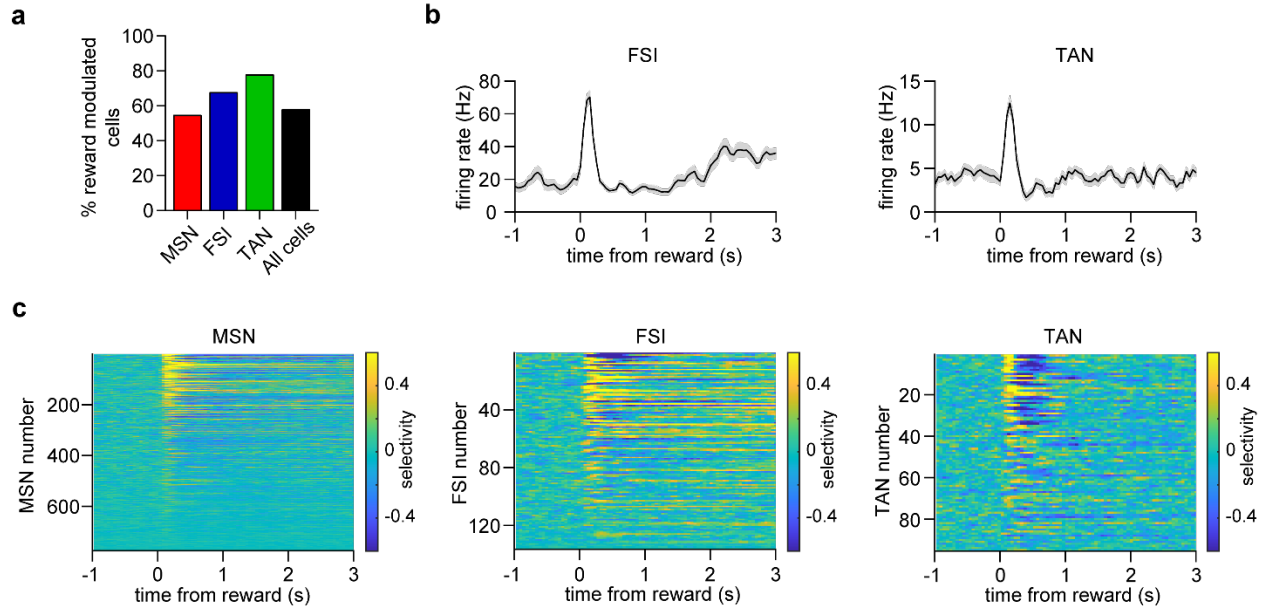 a
% reward modulated
cells
100
80
60
40
20
0
MSN
FSI
TAN
All cells
b
FSI
firing rate (Hz)
80
60
40
20
0
-1 0 1 2 3
time from reward (s)
TAN
firing rate (Hz)
15
10
5
0
-1 0 1 2 3
time from reward (s)
c
MSN
MSN number
200
400
600
-1 0 1 2 3
time from reward (s)
0.4
0
-0.4
selectivity
FSI
FSI number
40
80
120
-1 0 1 2 3
time from reward (s)
0.4
0
-0.4
selectivity
TAN
TAN number
20
40
60
80
-1 0 1 2 3
time from reward (s)
0.4
0
-0.4
selectivity